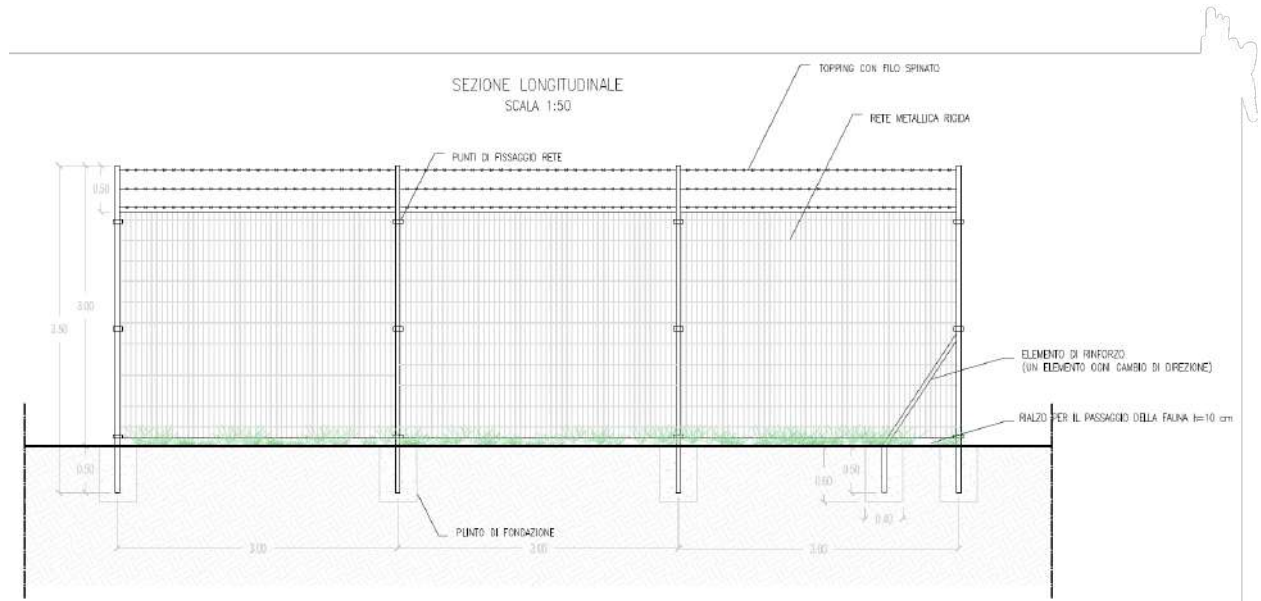 SEZIONE LONGITUDINALE
SCALA 1:50
TOPPING CON FILO SPINATO
RETE METALLICA RIGIDA
PUNTI DI FISSAGGIO RETE
0.50
3.00
3.50
ELEMENTO DI RINFORZO
(UN ELEMENTO OGNI CAMBIO DI DIREZIONE)
RIALZO PER IL PASSAGGIO DELLA FAUNA h=10 cm
0.50
0.60
0.50
0.40
PLINTO DI FONDAZIONE
3.00
3.00
3.00